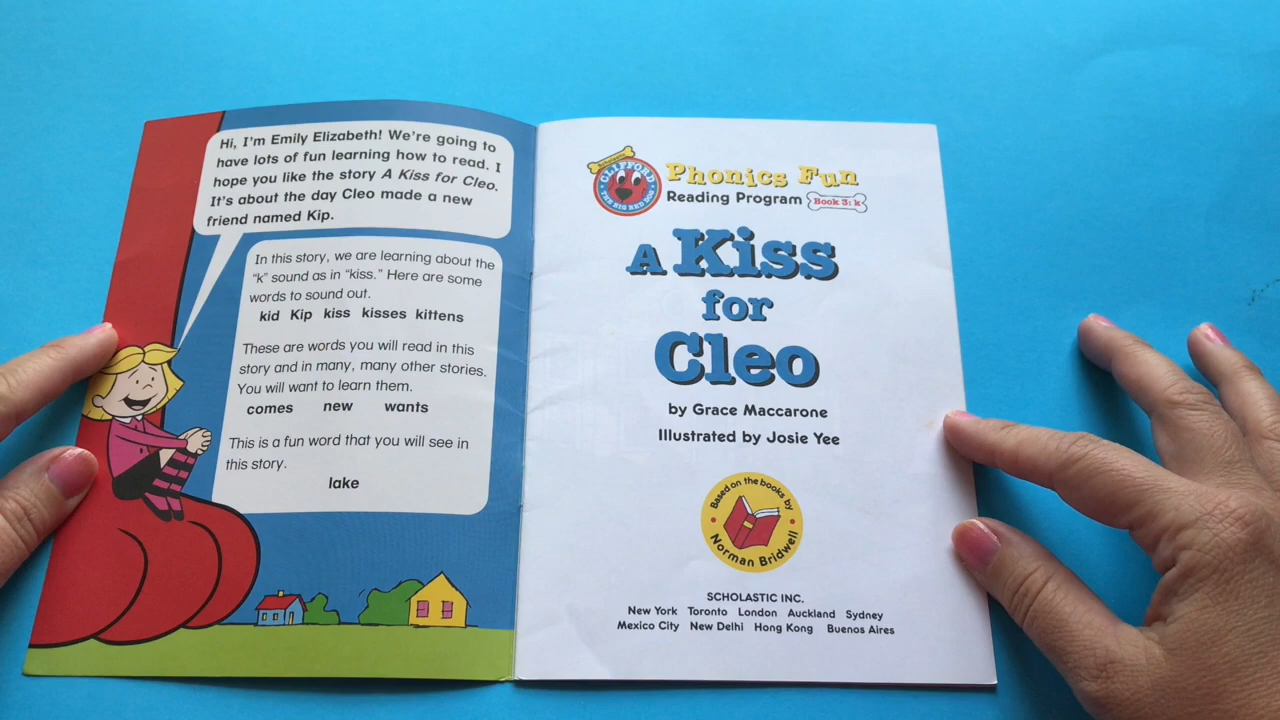 Hi, I'm Emily Elizabeth! We're going to
have lots of fun learning how to read. I
hope you like the story A Kiss for Cleo.
It's about the day Cleo made a new
friend named Kip.
In this story, we are learning about the
"k" sound as in "kiss." Here are some
words to sound out.
kid Kip kiss kisses kittens
These are words you will read in this
story and in many, many other stories.
You will want to learn them.
comes new wants
This is a fun word that you will see in
this story.
lake
CLIFFORD
THE BIG RED DOG
Phonics Fun
Reading Program Book 3: k
A Kiss
for
Cleo
by Grace Maccarone
Illustrated by Josie Yee
Based on the books by
Norman Bridwell
SCHOLASTIC INC.
New York Toronto London Auckland Sydney
Mexico City New Delhi Hong Kong Buenos Aires